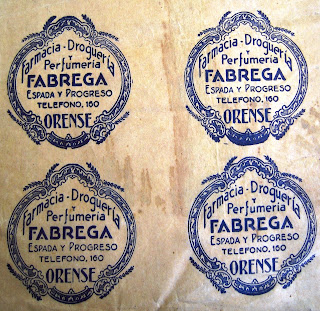 Farmacia - Droguería
Y
Perfumería
FABREGA
ESPADA Y PROGRESO
TELEFONO, 160
ORENSE
Farmacia - Droguería
Y
Perfumería
FABREGA
ESPADA Y PROGRESO
TELEFONO, 160
ORENSE
Farmacia - Droguería
Y
Perfumería
FABREGA
ESPADA Y PROGRESO
TELEFONO, 160
ORENSE
Farmacia - Droguería
Y
Perfumería
FABREGA
ESPADA Y PROGRESO
TELEFONO, 160
ORENSE